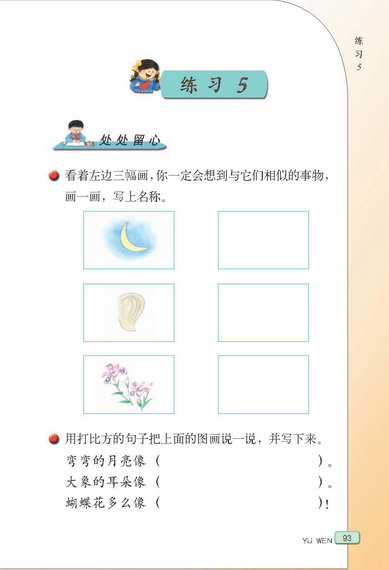 练习5
练习5
处处留心
看着左边三幅画，你一定会想到与它们相似的事物，
画一画，写上名称。
用打比方的句子把上面的图画说一说，并写下来。
弯弯的月亮像（ ）。
大象的耳朵像（ ）。
蝴蝶花多么像（ ）！
YU WEN 93